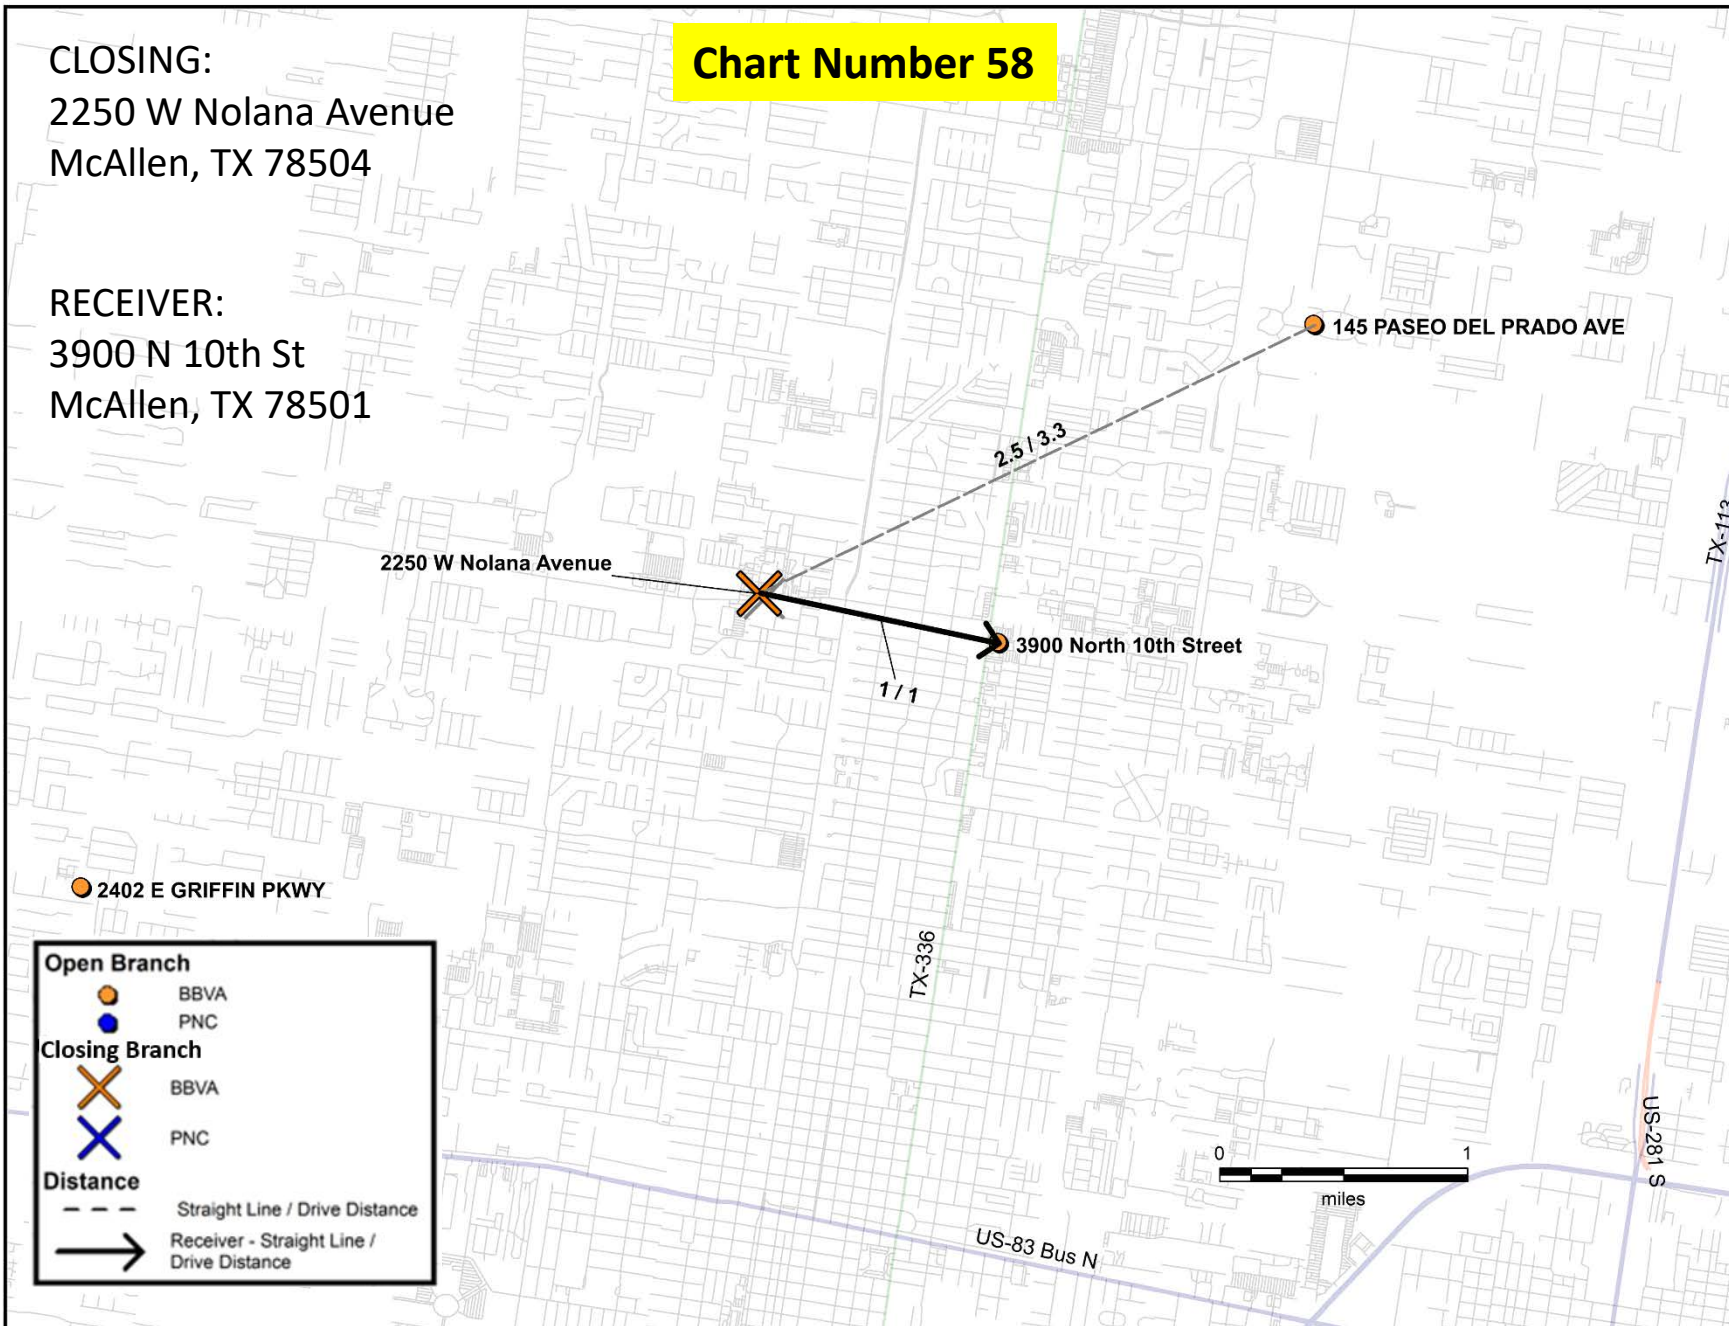 CLOSING:
2250 W Nolana Avenue
McAllen, TX 78504
Chart Number 58
RECEIVER:
3900 N 10th St
McAllen, TX 78501
145 PASEO DEL PRADO AVE
2.5 / 3.3
TX-113
2250 W Nolana Avenue
3900 North 10th Street
1 / 1
2402 E GRIFFIN PKWY
TX-336
Open Branch
BBVA
PNC
Closing Branch
BBVA
PNC
Distance
Straight Line / Drive Distance
Receiver - Straight Line /
Drive Distance
0 1
miles
US-281 S
US-83 Bus N